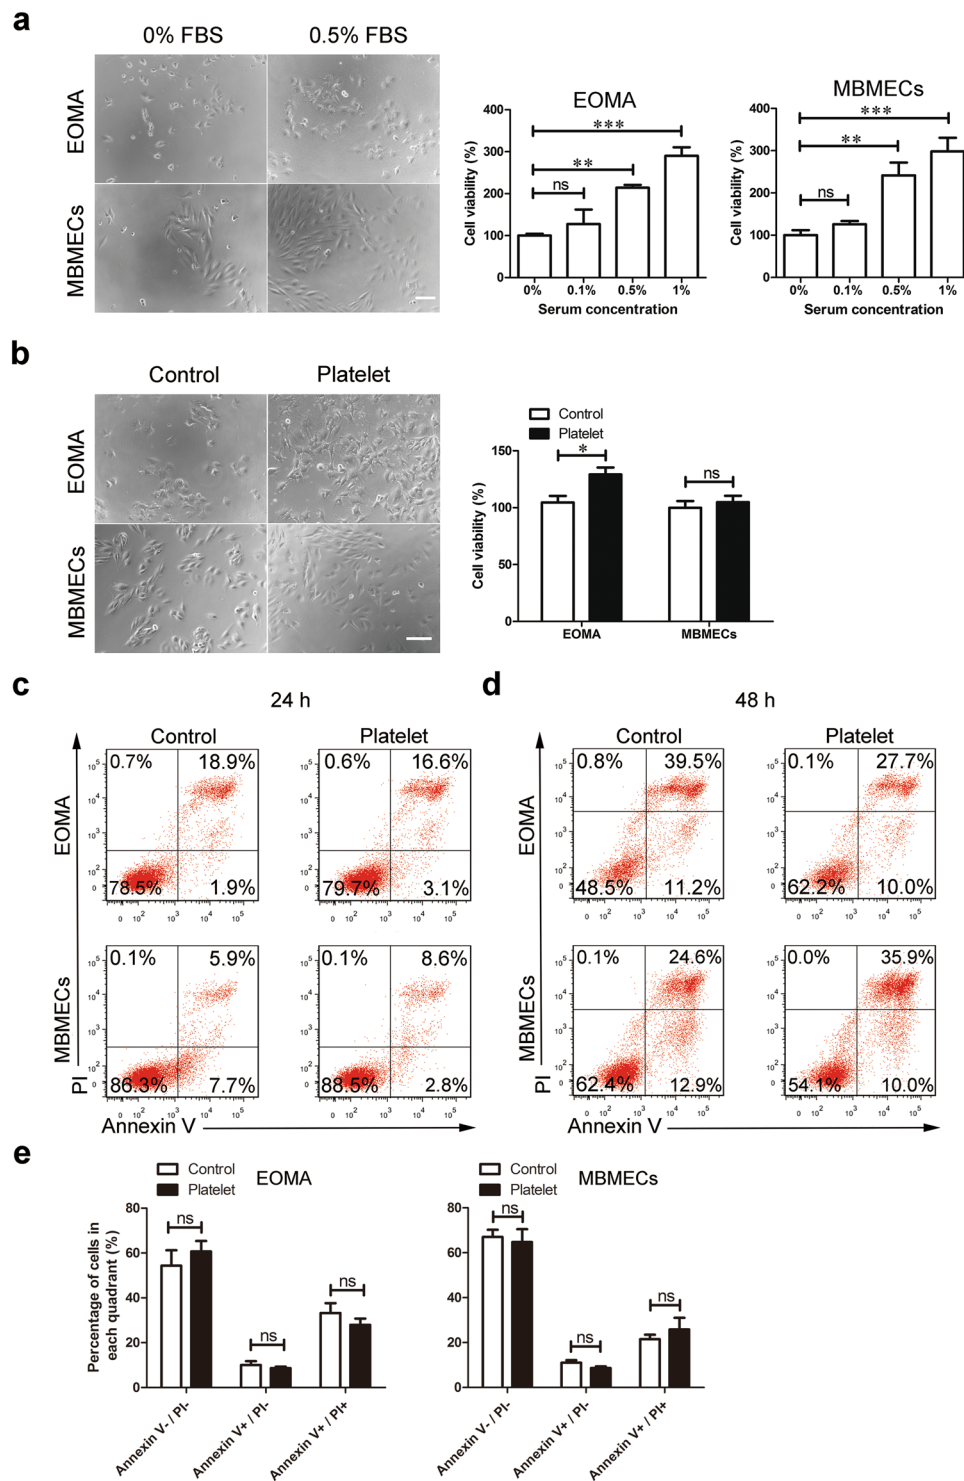 a
0% FBS
0.5% FBS
EOMA
MBMECs
EOMA
Cell viability (%)
400
300
200
100
0
ns
**
***
0%
0.1%
0.5%
1%
Serum concentration
MBMECs
Cell viability (%)
400
300
200
100
0
ns
**
***
0%
0.1%
0.5%
1%
Serum concentration
b
Control
Platelet
EOMA
MBMECs
Control
Platelet
Cell viability (%)
150
100
50
0
*
ns
EOMA
MBMECs
c
24 h
Control
Platelet
EOMA
0.7%
18.9%
78.5%
1.9%
0.6%
16.6%
79.7%
3.1%
MBMECs
0.1%
5.9%
86.3%
7.7%
0.1%
8.6%
88.5%
2.8%
PI
Annexin V
d
48 h
Control
Platelet
EOMA
0.8%
39.5%
48.5%
11.2%
0.1%
27.7%
62.2%
10.0%
MBMECs
0.1%
24.6%
62.4%
12.9%
0.0%
35.9%
54.1%
10.0%
PI
Annexin V
e
Control
Platelet
EOMA
Percentage of cells in
each quadrant (%)
80
60
40
20
0
ns
ns
ns
Annexin V- / PI-
Annexin V+ / PI-
Annexin V+ / PI+
Control
Platelet
MBMECs
80
60
40
20
0
ns
ns
ns
Annexin V- / PI-
Annexin V+ / PI-
Annexin V+ / PI+